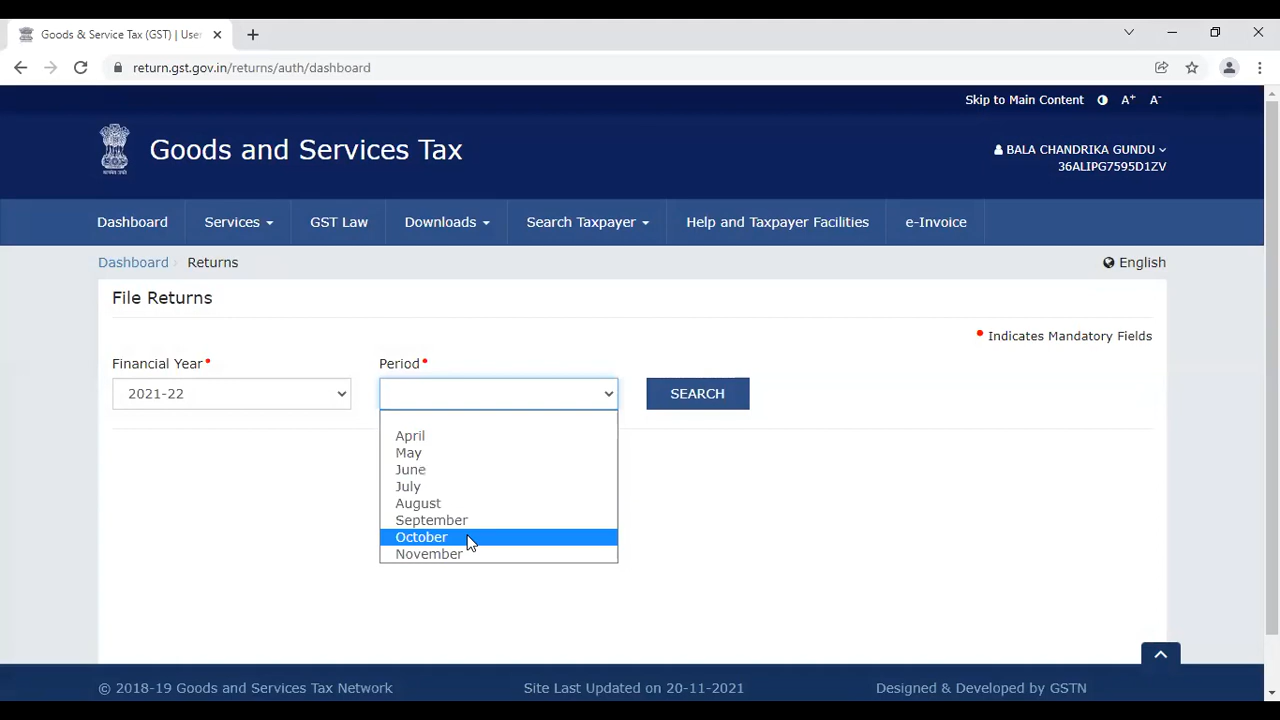 Goods & Service Tax (GST) | User
return.gst.gov.in/returns/auth/dashboard
Skip to Main Content A+ A-
Goods and Services Tax
BALA CHANDRIKA GUNDU
36ALIPG7595D1ZV
Dashboard Services GST Law Downloads Search Taxpayer Help and Taxpayer Facilities e-Invoice
Dashboard Returns English
File Returns
• Indicates Mandatory Fields
Financial Year • Period •
2021-22 SEARCH
April
May
June
July
August
September
October
November
© 2018-19 Goods and Services Tax Network Site Last Updated on 20-11-2021 Designed & Developed by GSTN